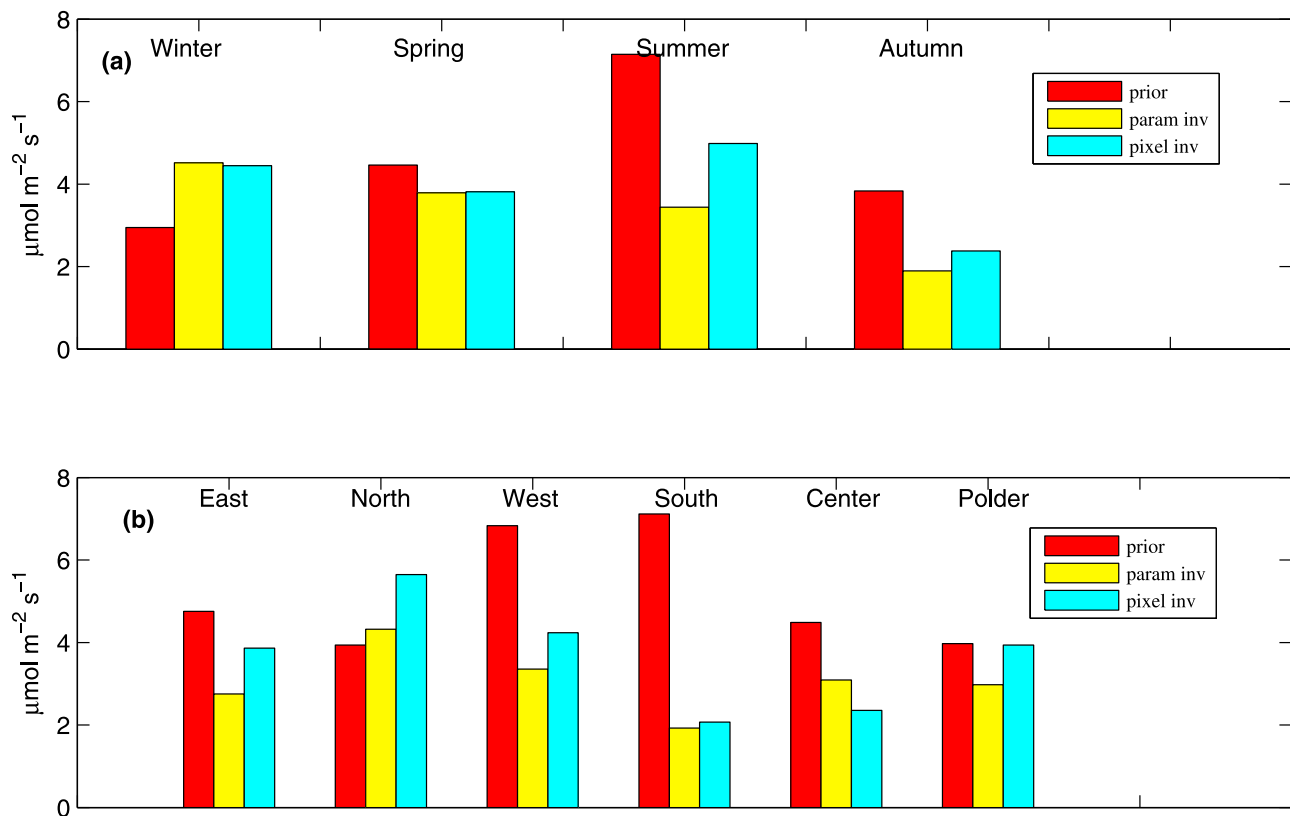 8
Winter Spring Summer Autumn
(a)
6
4
2
0
µmol m−2 s−1
prior
param inv
pixel inv
8
East North West South Center Polder
(b)
6
4
2
0
µmol m−2 s−1
prior
param inv
pixel inv